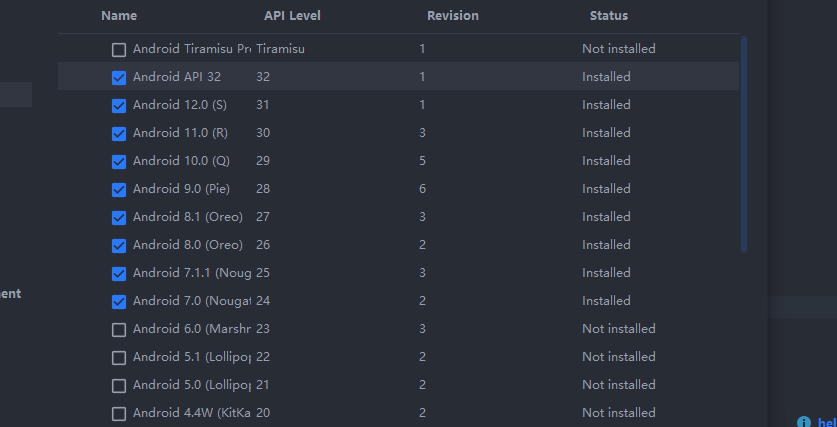 Name API Level Revision Status
Android Tiramisu Pr Tiramisu 1 Not installed
Android API 32 32 1 Installed
Android 12.0 (S) 31 1 Installed
Android 11.0 (R) 30 3 Installed
Android 10.0 (Q) 29 5 Installed
Android 9.0 (Pie) 28 6 Installed
Android 8.1 (Oreo) 27 3 Installed
Android 8.0 (Oreo) 26 2 Installed
Android 7.1.1 (Noug 25 3 Installed
ment
Android 7.0 (Nougat 24 2 Installed
Android 6.0 (Marshr 23 3 Not installed
Android 5.1 (Lollipop 22 2 Not installed
Android 5.0 (Lollipop 21 2 Not installed
Android 4.4W (KitKa 20 2 Not installed
hel